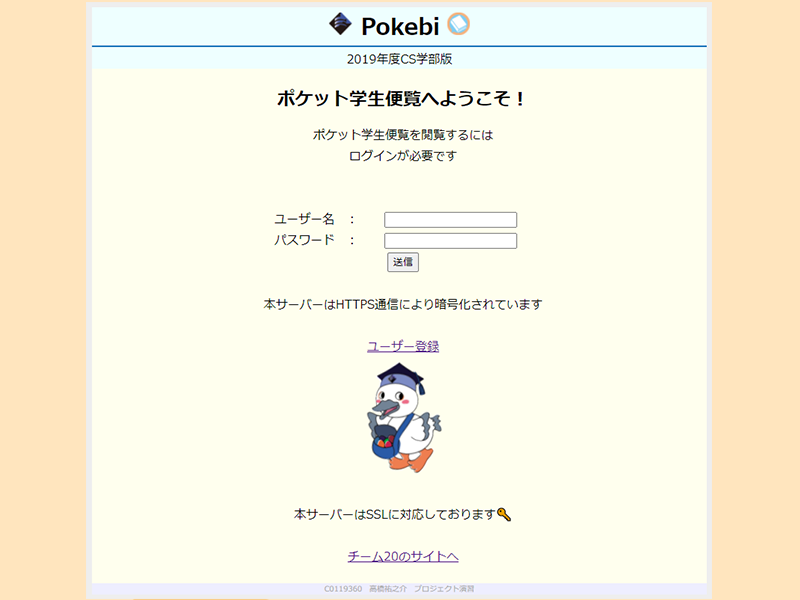 Pokebi
2019年度CS学部版
ポケット学生便覧へようこそ！
ポケット学生便覧を閲覧するには
ログインが必要です
ユーザー名　：
パスワード　：
送信
本サーバーはHTTPS通信により暗号化されています
ユーザー登録
本サーバーはSSLに対応しております
チーム20のサイトへ
C0119360　高橋祐之介　プロジェクト演習